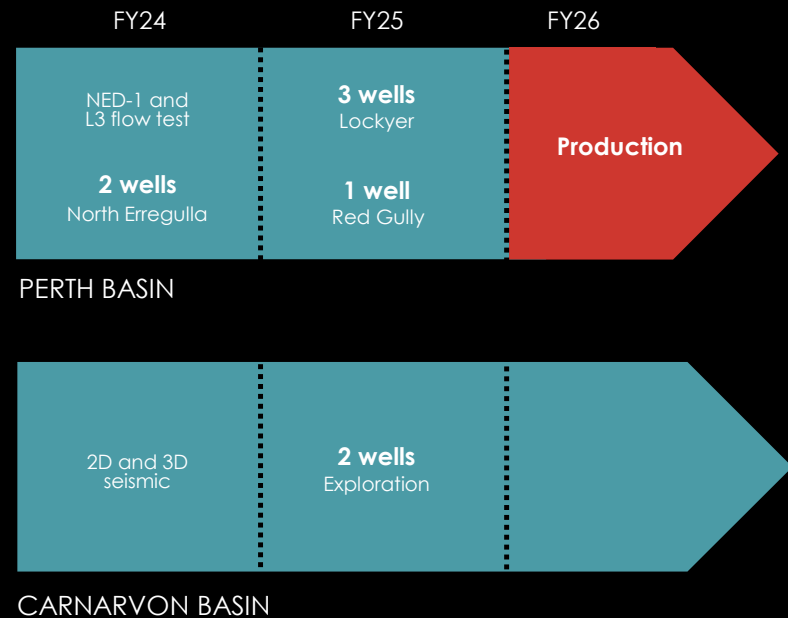 FY24
FY25
FY26
NED-1 and
L3 flow test
2 wells
North Erregulla
3 wells
Lockyer
1 well
Red Gully
Production
PERTH BASIN
2D and 3D
seismic
2 wells
Exploration
CARNARVON BASIN